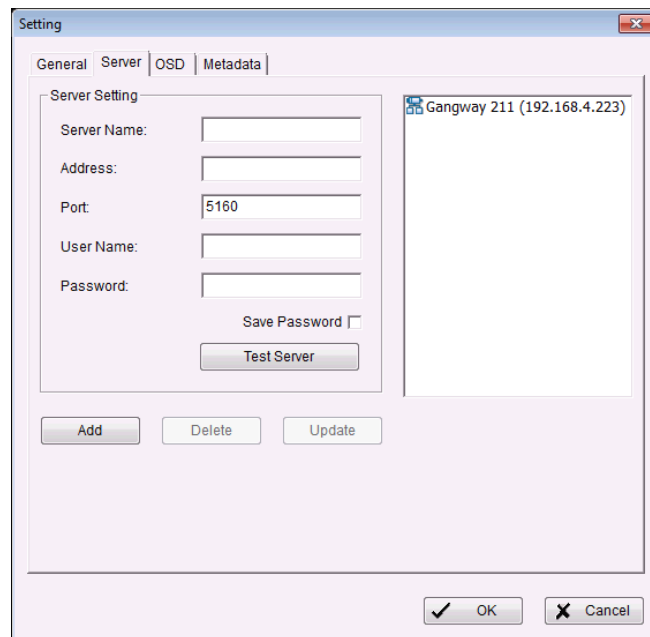 Setting
General Server OSD Metadata
Server Setting
Server Name:
Address:
Port: 5160
User Name:
Password:
Save Password
Test Server
Gangway 211 (192.168.4.223)
Add Delete Update
OK Cancel